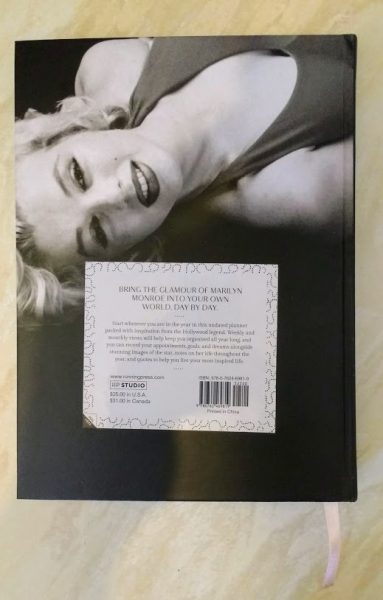 BRING THE GLAMOUR OF MARILYN
MONROE INTO YOUR OWN
WORLD, DAY BY DAY.
Start wherever you are in the year in this undated planner
packed with inspiration from the Hollywood legend. Weekly and
monthly views will help keep you organized all year long, and
you can record your appointments, goals, and dreams alongside
stunning images of the star, notes on her life throughout the
year, and quotes to help you live your most inspired life.
www.runningpress.com
RP STUDIO
$25.00 in U.S.A.
$31.00 in Canada
Printed in China